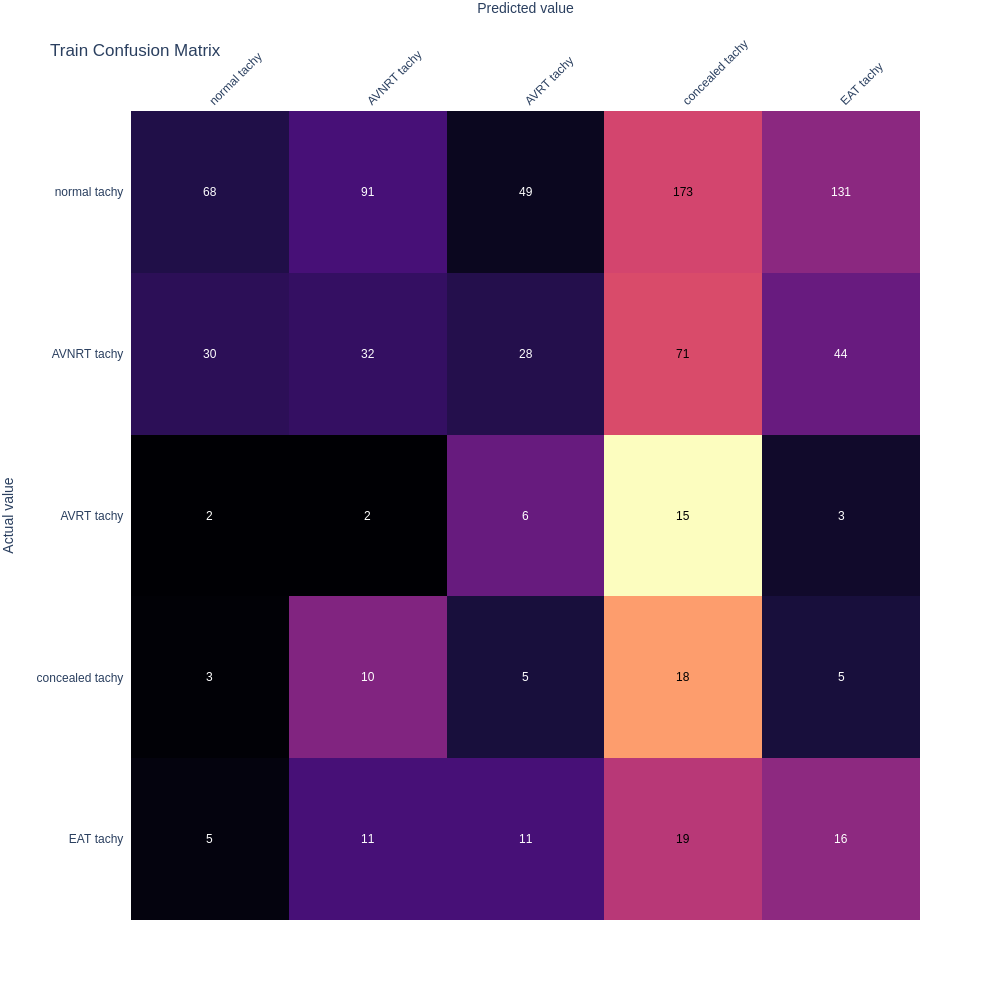 Predicted value
Train Confusion Matrix
normal tachy AVNRT tachy AVRT tachy concealed tachy EAT tachy
normal tachy 68 91 49 173 131
AVNRT tachy 30 32 28 71 44
Actual value
AVRT tachy 2 2 6 15 3
concealed tachy 3 10 5 18 5
EAT tachy 5 11 11 19 16